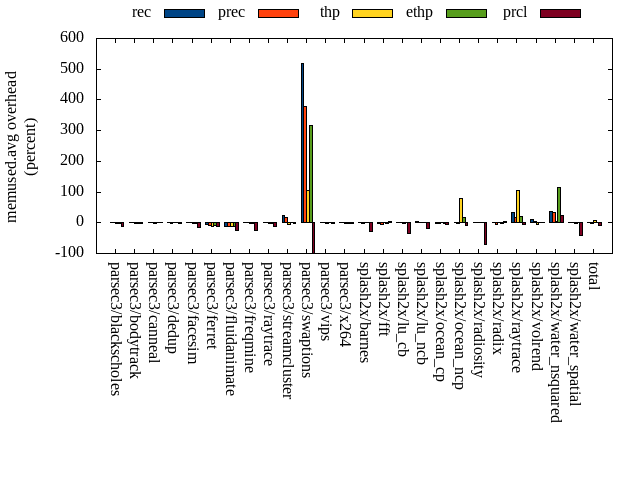 rec prec thp ethp prcl
memused.avg overhead
(percent)
600
500
400
300
200
100
0
-100
parsec3/blackscholes
parsec3/bodytrack
parsec3/canneal
parsec3/dedup
parsec3/facesim
parsec3/ferret
parsec3/fluidanimate
parsec3/freqmine
parsec3/raytrace
parsec3/streamcluster
parsec3/swaptions
parsec3/vips
parsec3/x264
splash2x/barnes
splash2x/fft
splash2x/lu_cb
splash2x/lu_ncb
splash2x/ocean_cp
splash2x/ocean_ncp
splash2x/radiosity
splash2x/radix
splash2x/raytrace
splash2x/volrend
splash2x/water_nsquared
splash2x/water_spatial
total